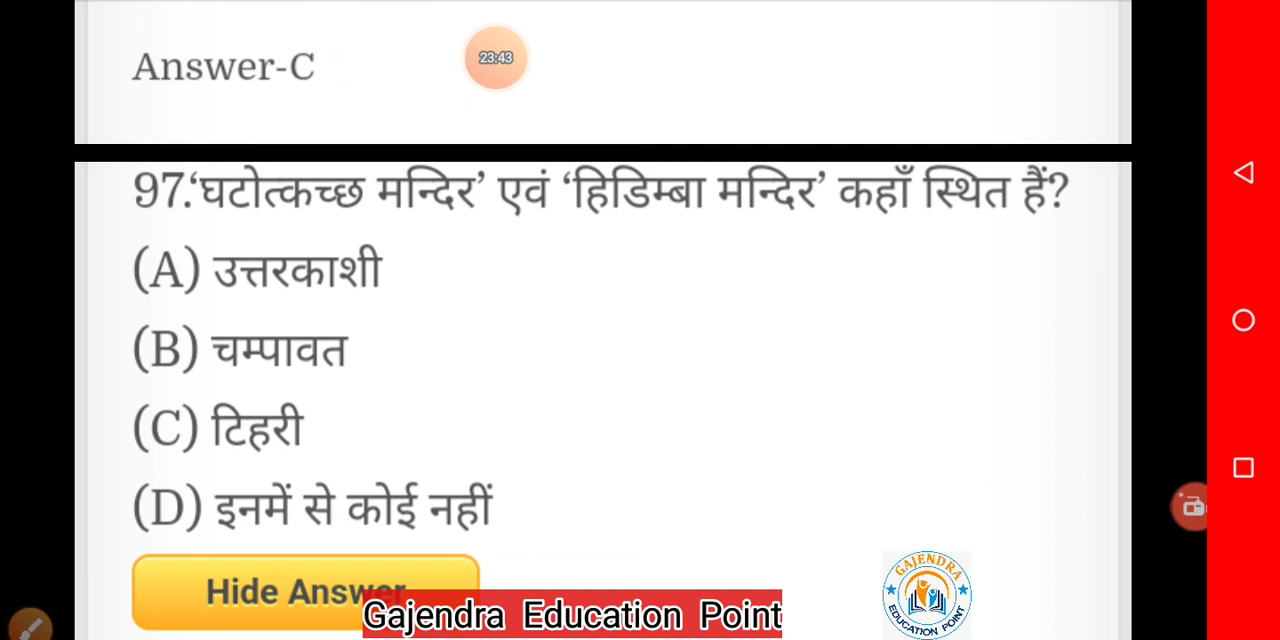 Answer-C
23:43
97.‘घटोत्कच्छ मन्दिर’ एवं ‘हिडिम्बा मन्दिर’ कहाँ स्थित हैं?
(A) उत्तरकाशी
(B) चम्पावत
(C) टिहरी
(D) इनमें से कोई नहीं
Hide Answer
Gajendra Education Point
GAJENDRA
EDUCATION POINT